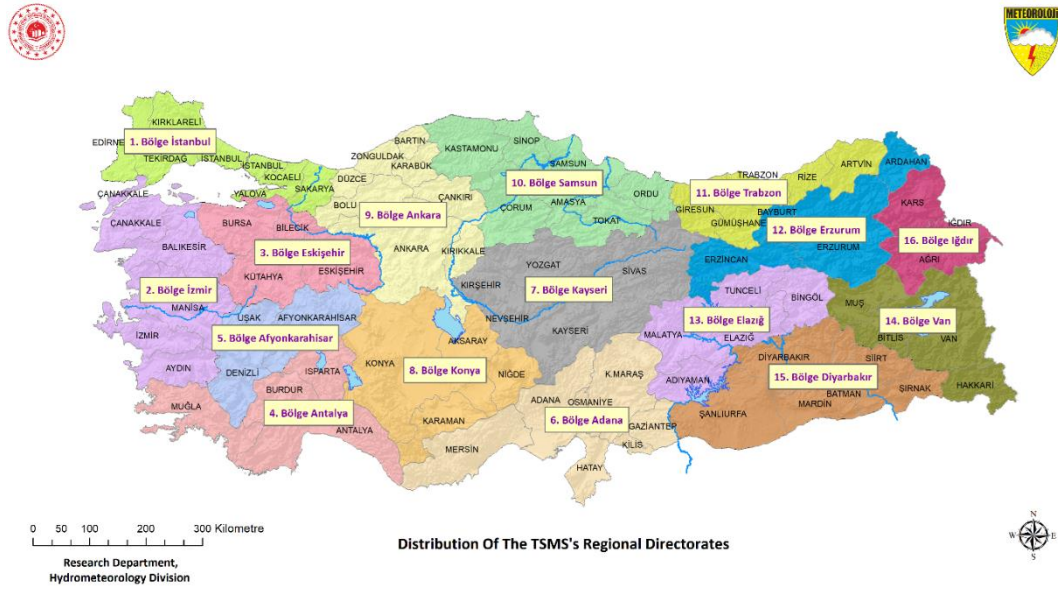 METEOROLOJİ
KIRKLARELİ
EDİRNE
1. Bölge İstanbul
TEKİRDAĞ
İSTANBUL
İSTANBUL
KOCAELİ
YALOVA
SAKARYA
ÇANAKKALE
ÇANAKKALE
BALIKESİR
2. Bölge İzmir
MANİSA
İZMİR
AYDIN
BURSA
BİLECİK
3. Bölge Eskişehir
ESKİŞEHİR
KÜTAHYA
UŞAK
AFYONKARAHİSAR
5. Bölge Afyonkarahisar
DENİZLİ
ISPARTA
BURDUR
MUĞLA
4. Bölge Antalya
ANTALYA
BARTIN
ZONGULDAK
KARABÜK
DÜZCE
BOLU
ÇANKIRI
9. Bölge Ankara
ANKARA
KIRIKKALE
KASTAMONU
SİNOP
SAMSUN
10. Bölge Samsun
ORDU
AMASYA
ÇORUM
TOKAT
YOZGAT
SİVAS
KIRŞEHİR
7. Bölge Kayseri
NEVŞEHİR
KAYSERİ
AKSARAY
KONYA
8. Bölge Konya
NİĞDE
KARAMAN
MERSİN
K.MARAŞ
ADANA
OSMANİYE
6. Bölge Adana
GAZİANTEP
KİLİS
HATAY
ARTVİN
TRABZON
RİZE
11. Bölge Trabzon
GİRESUN
BAYBURT
GÜMÜŞHANE
ARDAHAN
12. Bölge Erzurum
ERZURUM
ERZİNCAN
KARS
IĞDIR
16. Bölge Iğdır
AĞRI
TUNCELİ
BİNGÖL
13. Bölge Elazığ
MALATYA
ELAZIĞ
ADIYAMAN
MUŞ
14. Bölge Van
BİTLİS
VAN
HAKKARİ
DİYARBAKIR
SİİRT
15. Bölge Diyarbakır
BATMAN
ŞIRNAK
MARDİN
ŞANLIURFA
0 50 100 200 300 Kilometre
Research Department,
Hydrometeorology Division
Distribution Of The TSMS's Regional Directorates
N
W E
S